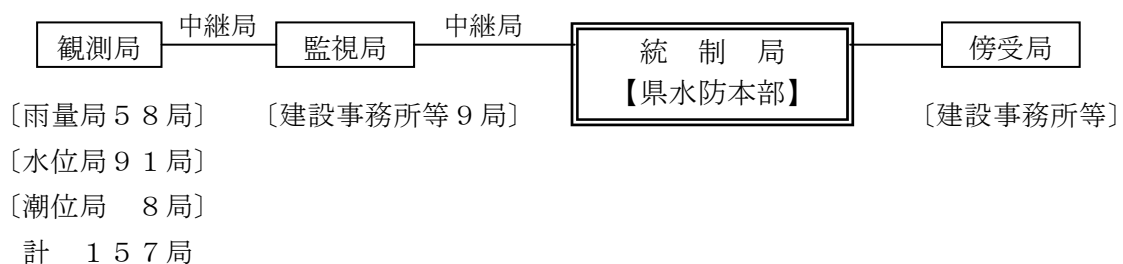 中継局　中継局
観測局　監視局　統　制　局　傍受局
【県水防本部】
〔雨量局５８局〕　〔建設事務所等９局〕　〔建設事務所等〕
〔水位局９１局〕
〔潮位局　８局〕
計　１５７局